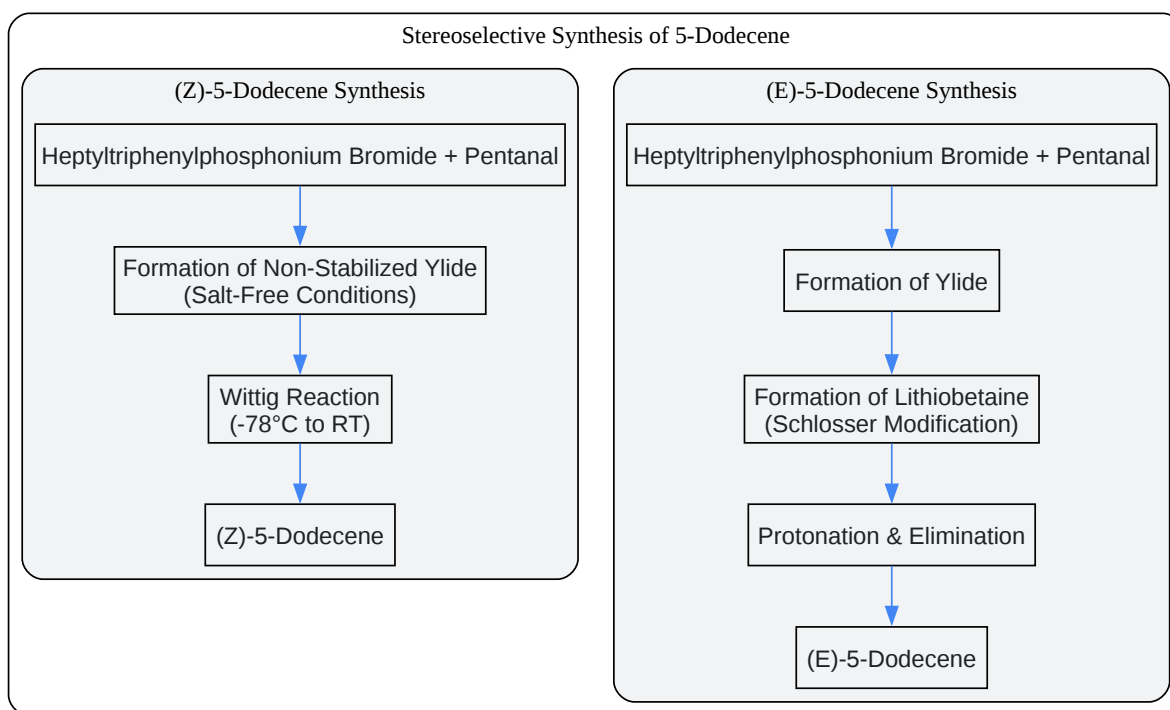 Stereoselective Synthesis of 5-Dodecene
(Z)-5-Dodecene Synthesis
Heptyltriphenylphosphonium Bromide + Pentanal
Formation of Non-Stabilized Ylide
(Salt-Free Conditions)
Wittig Reaction
(-78°C to RT)
(Z)-5-Dodecene
(E)-5-Dodecene Synthesis
Heptyltriphenylphosphonium Bromide + Pentanal
Formation of Ylide
Formation of Lithiobetaine
(Schlosser Modification)
Protonation & Elimination
(E)-5-Dodecene